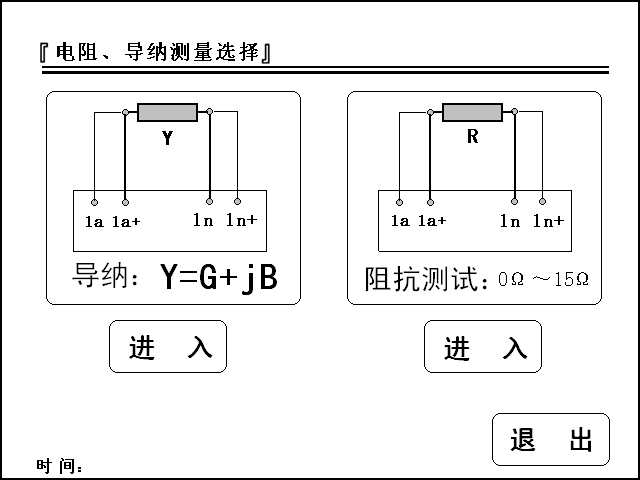 『电阻、导纳测量选择』
Y
1a 1a+ 1n 1n+
导纳：Y=G+jB
进 入
R
1a 1a+ 1n 1n+
阻抗测试：0Ω～15Ω
进 入
退 出
时间：